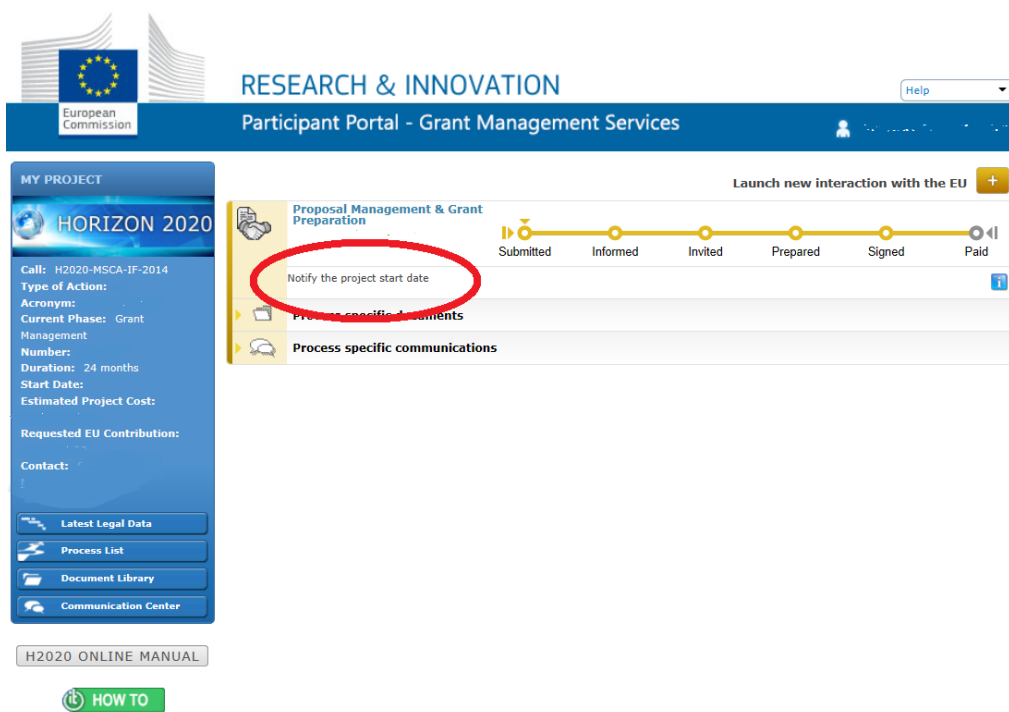 RESEARCH & INNOVATION
Help
European
Commission
Participant Portal - Grant Management Services
MY PROJECT
HORIZON 2020
Call: H2020-MSCA-IF-2014
Type of Action:
Acronym:
Current Phase: Grant
Management
Number:
Duration: 24 months
Start Date:
Estimated Project Cost:
Requested EU Contribution:
Contact:
Latest Legal Data
Process List
Document Library
Communication Center
H2020 ONLINE MANUAL
HOW TO
Launch new interaction with the EU +
Proposal Management & Grant
Preparation
Submitted Informed Invited Prepared Signed Paid
Notify the project start date
Process specific documents
Process specific communications